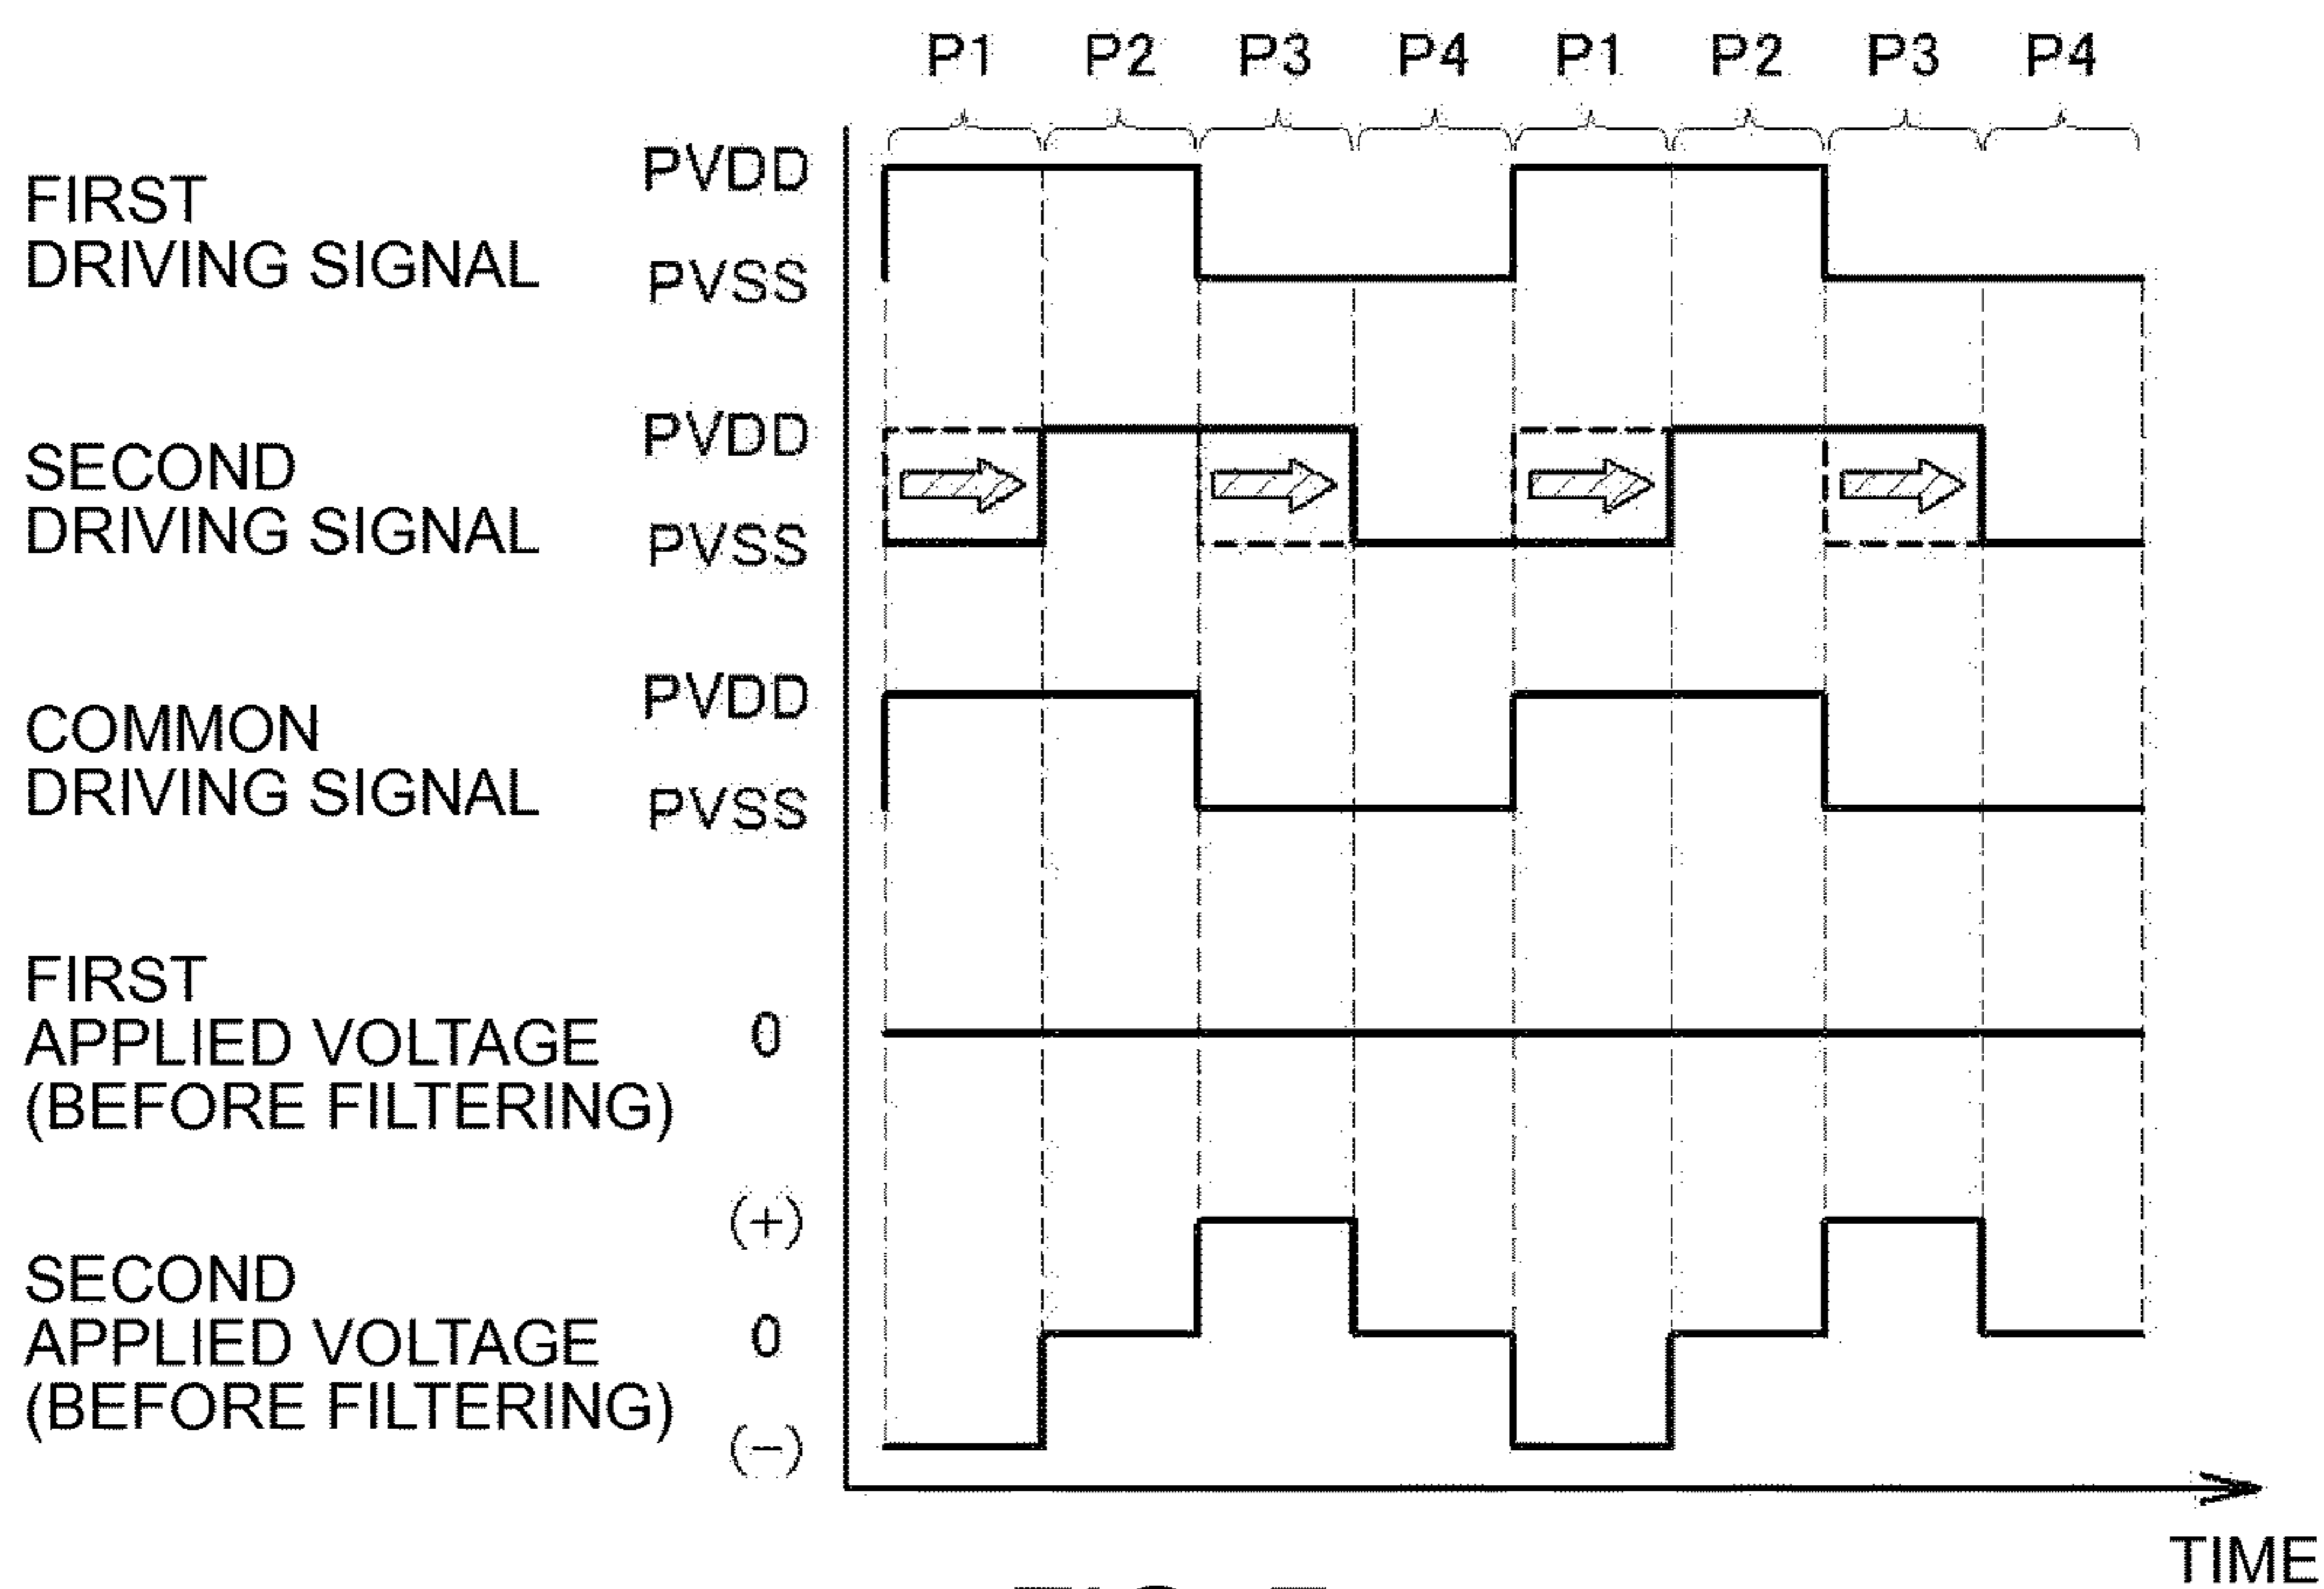 P1 P2 P3 P4 P1 P2 P3 P4
FIRST
DRIVING SIGNAL
PVDD
PVSS
SECOND
DRIVING SIGNAL
PVDD
PVSS
COMMON
DRIVING SIGNAL
PVDD
PVSS
FIRST
APPLIED VOLTAGE
(BEFORE FILTERING)
0
SECOND
APPLIED VOLTAGE
(BEFORE FILTERING)
(+)
0
(−)
TIME